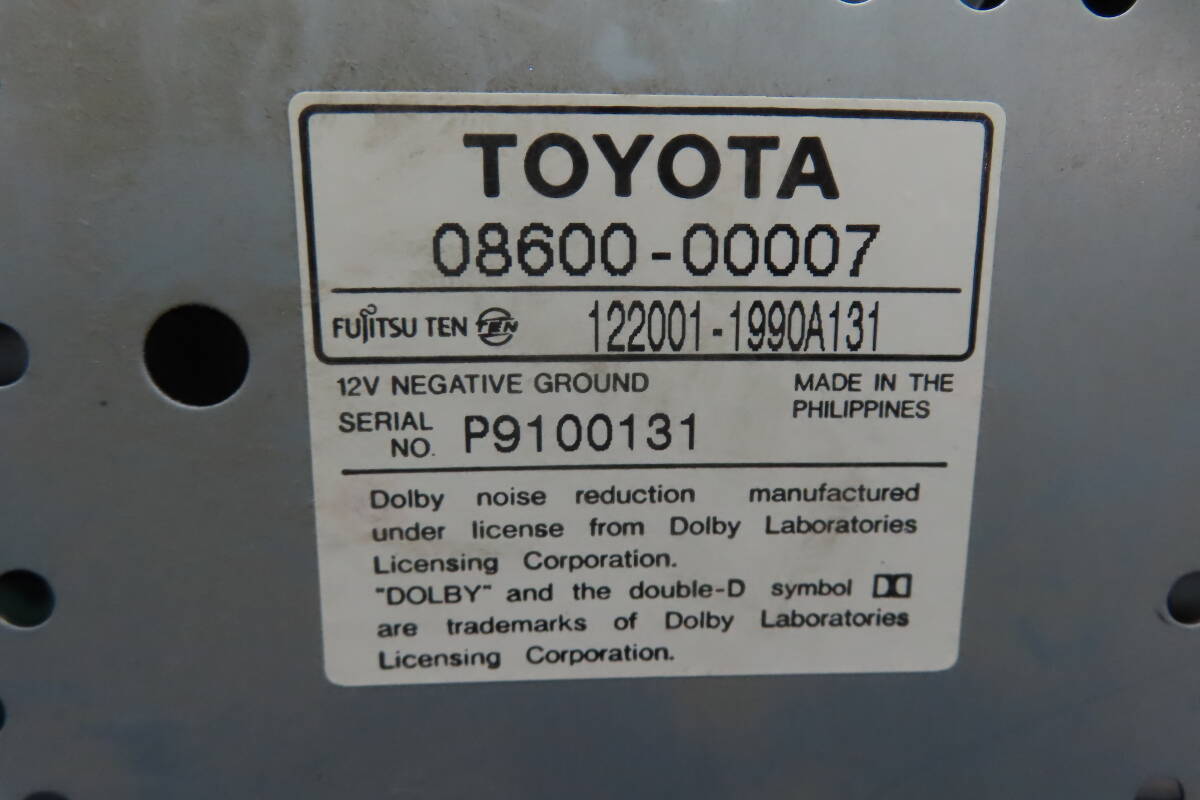 TOYOTA
08600-00007
FUJITSU TEN TEN 122001-1990A131
12V NEGATIVE GROUND MADE IN THE PHILIPPINES
SERIAL NO. P9100131
Dolby noise reduction manufactured
under license from Dolby Laboratories
Licensing Corporation.
"DOLBY" and the double-D symbol
are trademarks of Dolby Laboratories
Licensing Corporation.